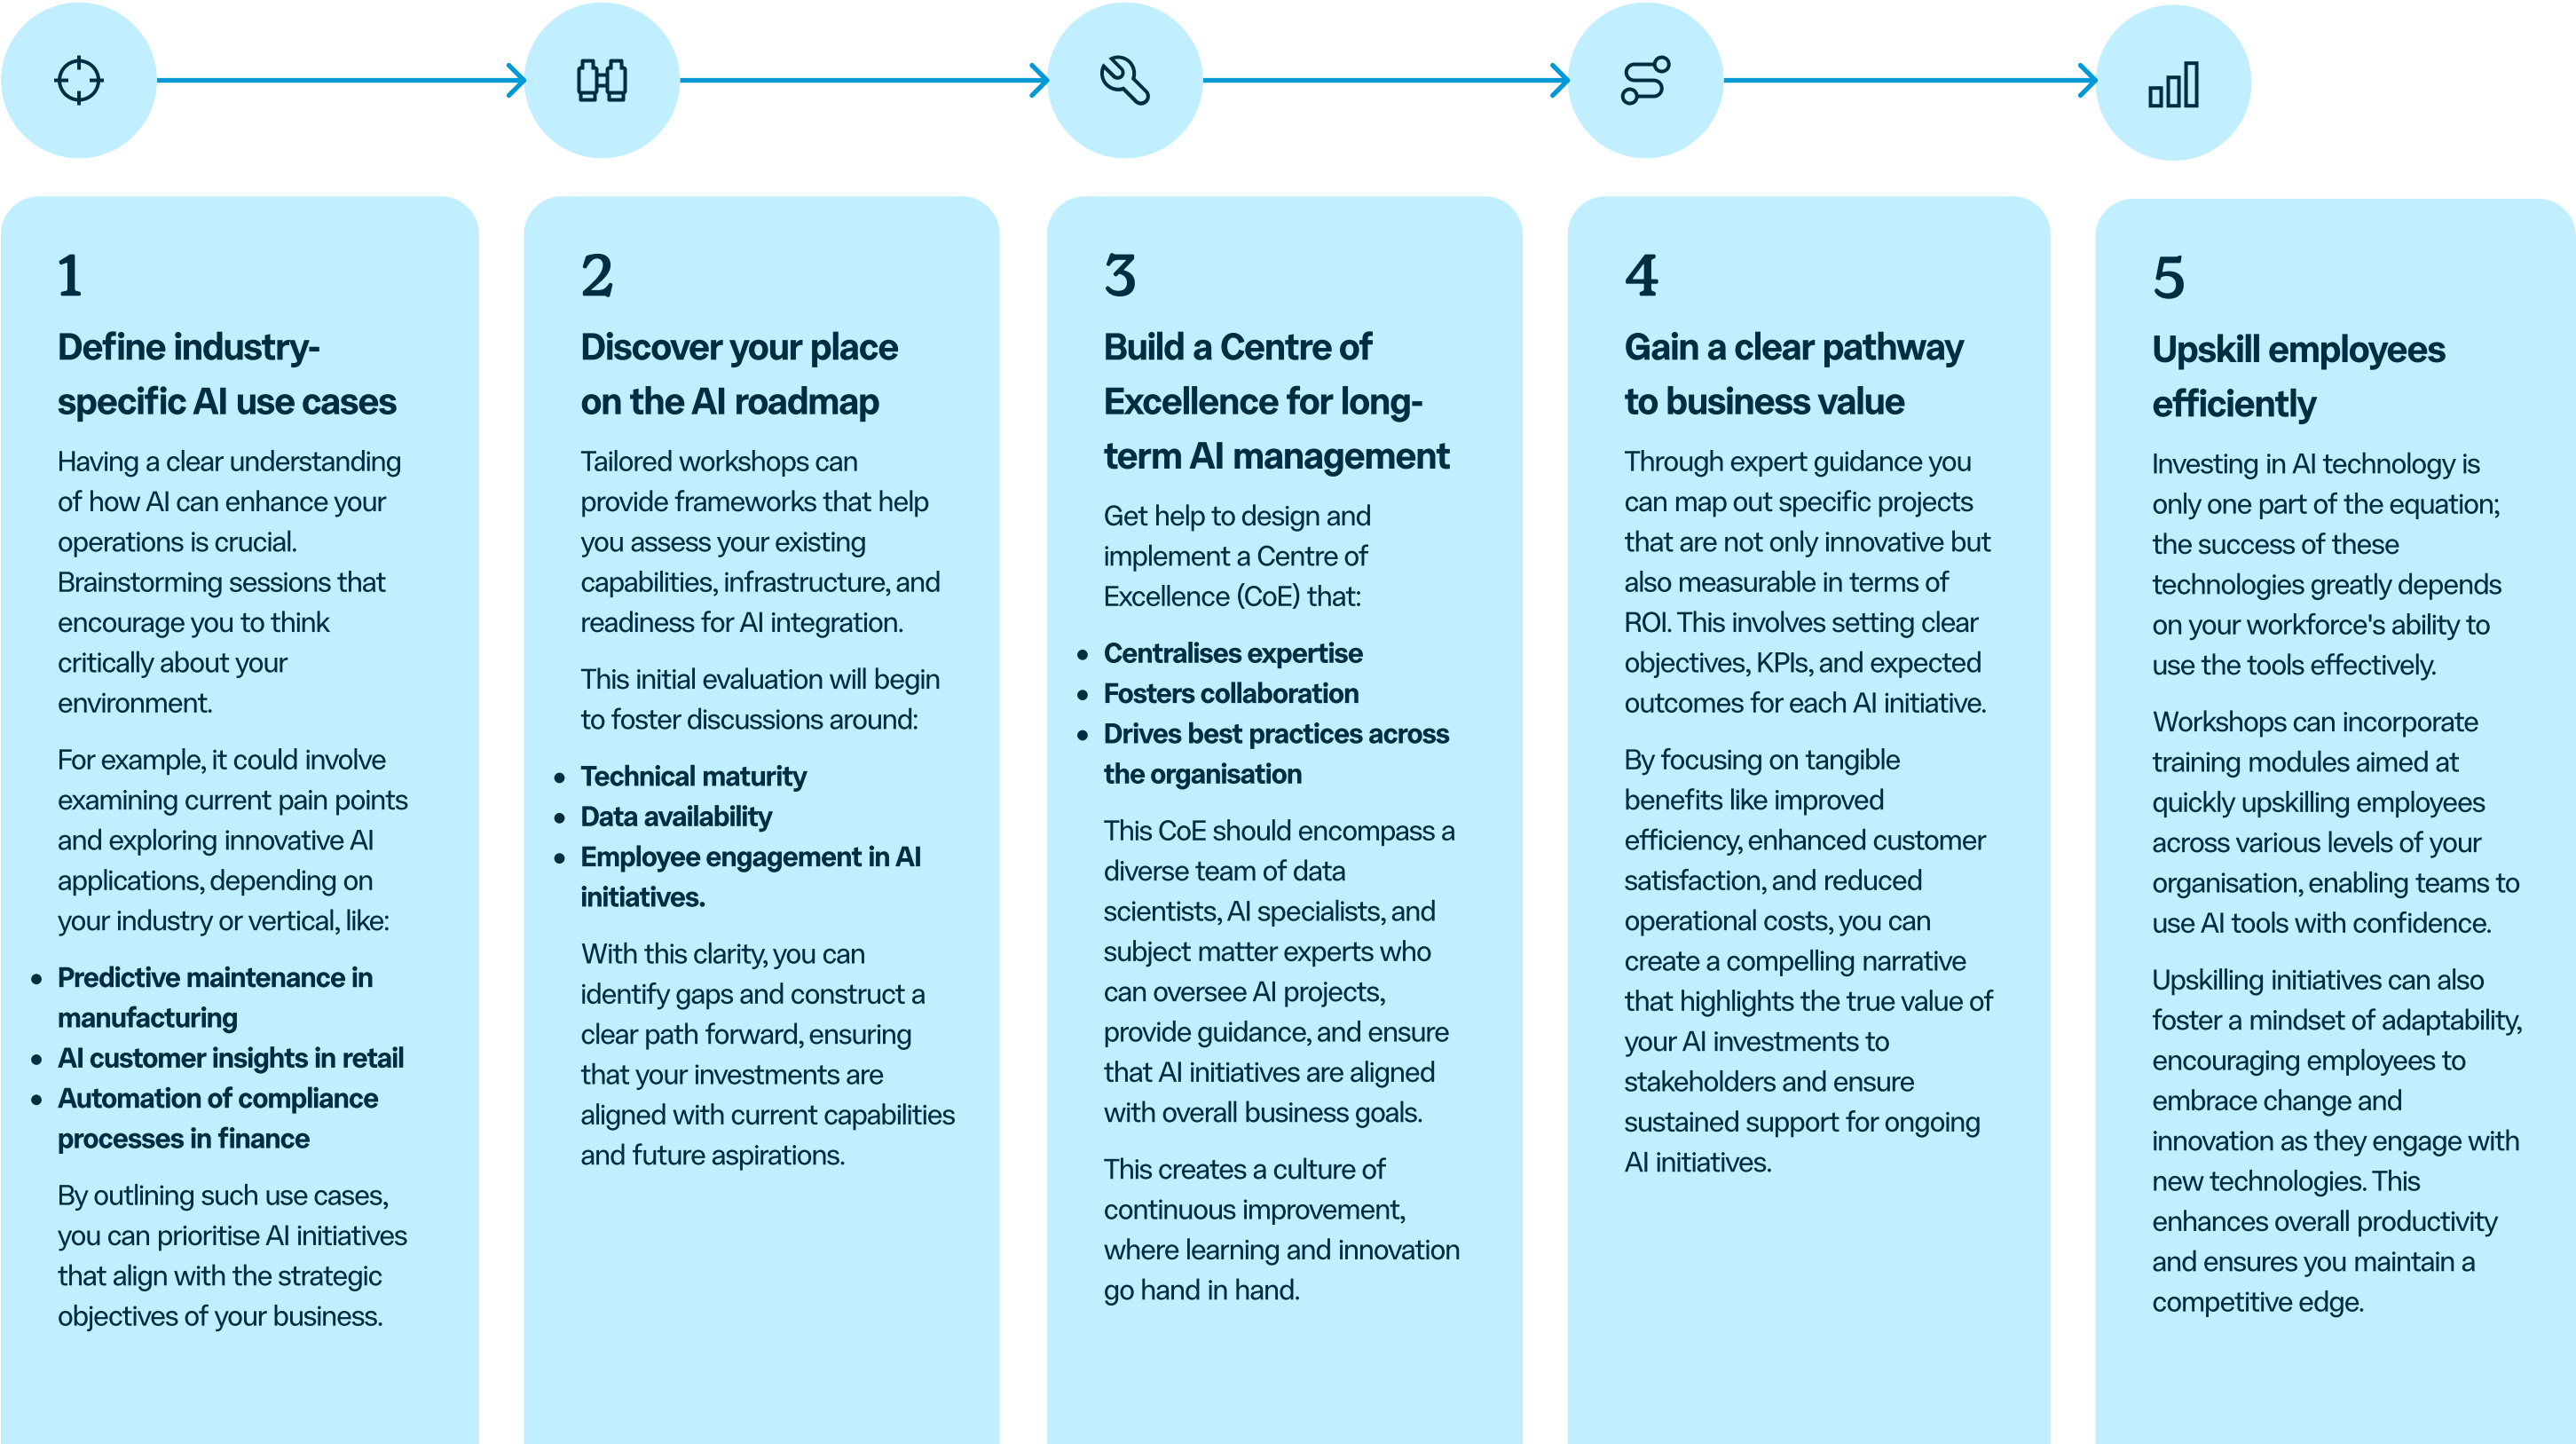 1
Define industry-
specific AI use cases
Having a clear understanding
of how AI can enhance your
operations is crucial.
Brainstorming sessions that
encourage you to think
critically about your
environment.
For example, it could involve
examining current pain points
and exploring innovative AI
applications, depending on
your industry or vertical, like:
• Predictive maintenance in
manufacturing
• AI customer insights in retail
• Automation of compliance
processes in finance
By outlining such use cases,
you can prioritise AI initiatives
that align with the strategic
objectives of your business.
2
Discover your place
on the AI roadmap
Tailored workshops can
provide frameworks that help
you assess your existing
capabilities, infrastructure, and
readiness for AI integration.
This initial evaluation will begin
to foster discussions around:
• Technical maturity
• Data availability
• Employee engagement in AI
initiatives.
With this clarity, you can
identify gaps and construct a
clear path forward, ensuring
that your investments are
aligned with current capabilities
and future aspirations.
3
Build a Centre of
Excellence for long-
term AI management
Get help to design and
implement a Centre of
Excellence (CoE) that:
• Centralises expertise
• Fosters collaboration
• Drives best practices across
the organisation
This CoE should encompass a
diverse team of data
scientists, AI specialists, and
subject matter experts who
can oversee AI projects,
provide guidance, and ensure
that AI initiatives are aligned
with overall business goals.
This creates a culture of
continuous improvement,
where learning and innovation
go hand in hand.
4
Gain a clear pathway
to business value
Through expert guidance you
can map out specific projects
that are not only innovative but
also measurable in terms of
ROI. This involves setting clear
objectives, KPIs, and expected
outcomes for each AI initiative.
By focusing on tangible
benefits like improved
efficiency, enhanced customer
satisfaction, and reduced
operational costs, you can
create a compelling narrative
that highlights the true value of
your AI investments to
stakeholders and ensure
sustained support for ongoing
AI initiatives.
5
Upskill employees
efficiently
Investing in AI technology is
only one part of the equation;
the success of these
technologies greatly depends
on your workforce's ability to
use the tools effectively.
Workshops can incorporate
training modules aimed at
quickly upskilling employees
across various levels of your
organisation, enabling teams to
use AI tools with confidence.
Upskilling initiatives can also
foster a mindset of adaptability,
encouraging employees to
embrace change and
innovation as they engage with
new technologies. This
enhances overall productivity
and ensures you maintain a
competitive edge.